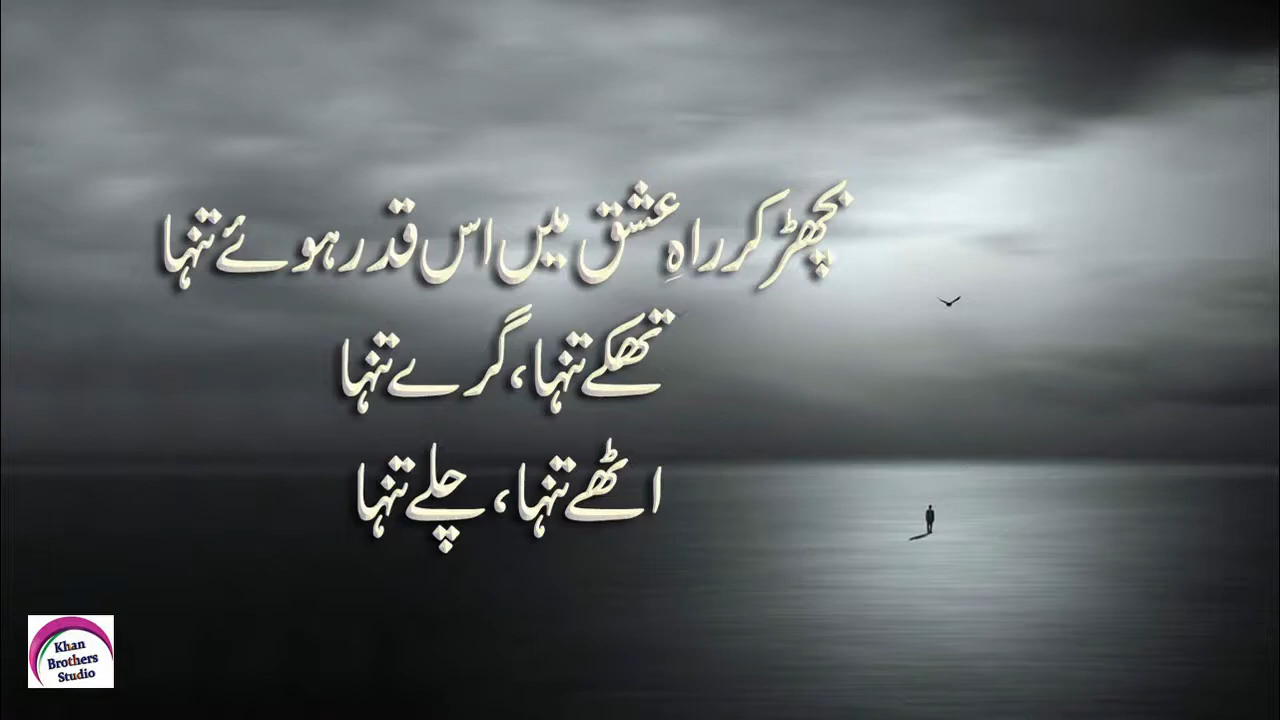 بچھڑ کر راہِ عشق میں اس قدر ہوئے تنہا
تھکے تنہا، گرے تنہا
اٹھے تنہا، چلے تنہا
Khan
Brothers
Studio